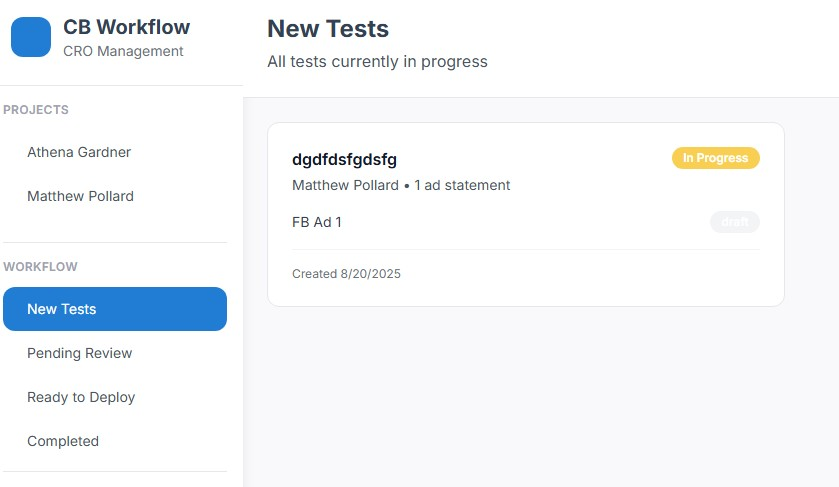 CB Workflow
CRO Management
PROJECTS
Athena Gardner
Matthew Pollard
WORKFLOW
New Tests
Pending Review
Ready to Deploy
Completed
New Tests
All tests currently in progress
dgdfdsfgdsfg
In Progress
Matthew Pollard • 1 ad statement
FB Ad 1
draft
Created 8/20/2025